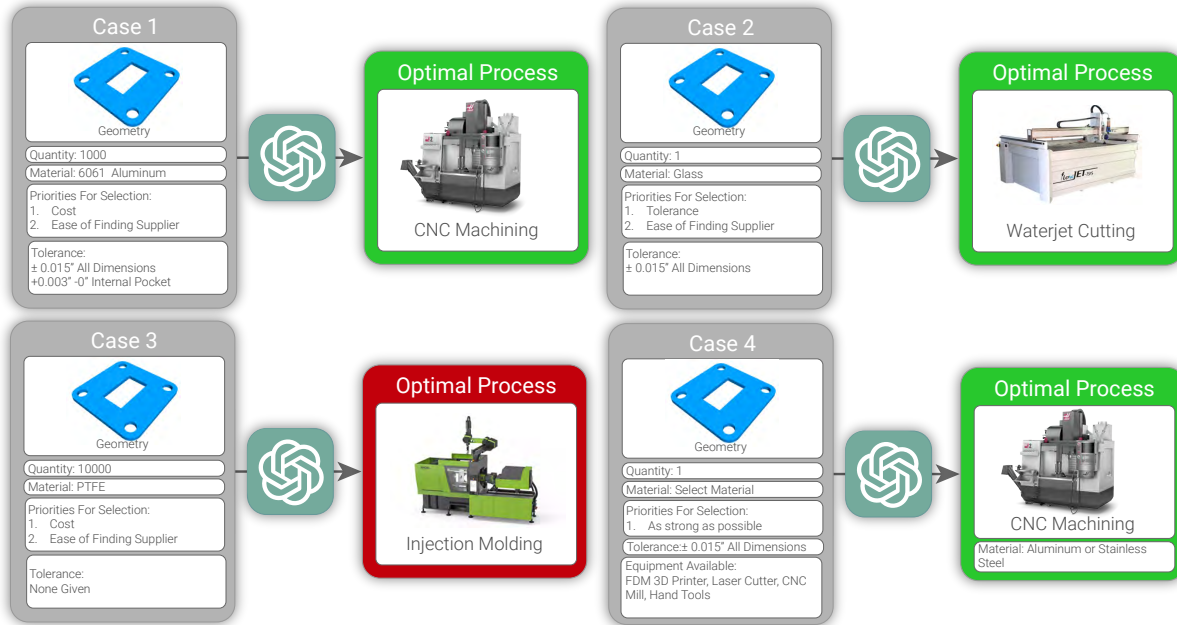 Case 1
Geometry
Quantity: 1000
Material: 6061 Aluminum
Priorities For Selection:
1. Cost
2. Ease of Finding Supplier
Tolerance:
± 0.015” All Dimensions
+0.003” -0” Internal Pocket
Optimal Process
CNC Machining
Case 2
Geometry
Quantity: 1
Material: Glass
Priorities For Selection:
1. Tolerance
2. Ease of Finding Supplier
Tolerance:
± 0.015” All Dimensions
Optimal Process
Waterjet Cutting
Case 3
Geometry
Quantity: 10000
Material: PTFE
Priorities For Selection:
1. Cost
2. Ease of Finding Supplier
Tolerance:
None Given
Optimal Process
Injection Molding
Case 4
Geometry
Quantity: 1
Material: Select Material
Priorities For Selection:
1. As strong as possible
Tolerance:± 0.015” All Dimensions
Equipment Available:
FDM 3D Printer, Laser Cutter, CNC
Mill, Hand Tools
Optimal Process
CNC Machining
Material: Aluminum or Stainless
Steel